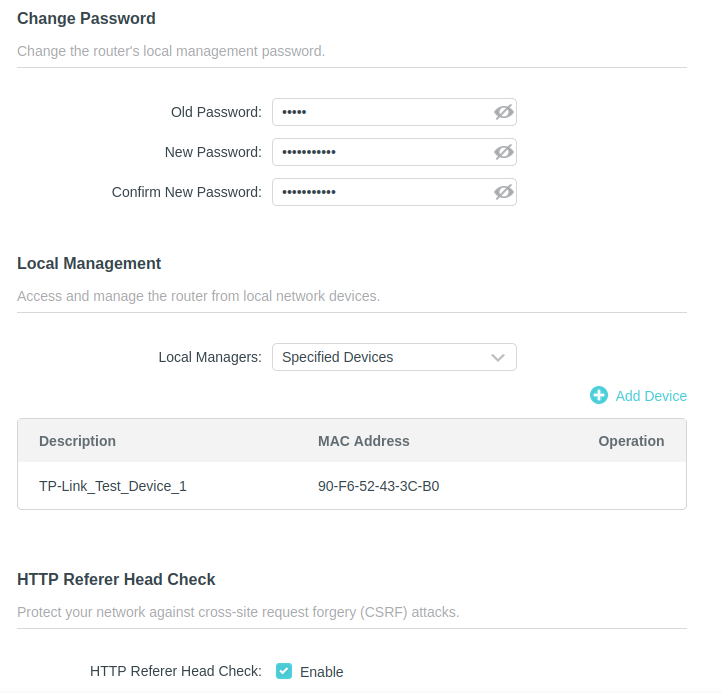 Change Password
Change the router's local management password.
Old Password: •••••
New Password: •••••••••••
Confirm New Password: •••••••••••
Local Management
Access and manage the router from local network devices.
Local Managers: Specified Devices
Add Device
Description MAC Address Operation
TP-Link_Test_Device_1 90-F6-52-43-3C-B0
HTTP Referer Head Check
Protect your network against cross-site request forgery (CSRF) attacks.
HTTP Referer Head Check: Enable